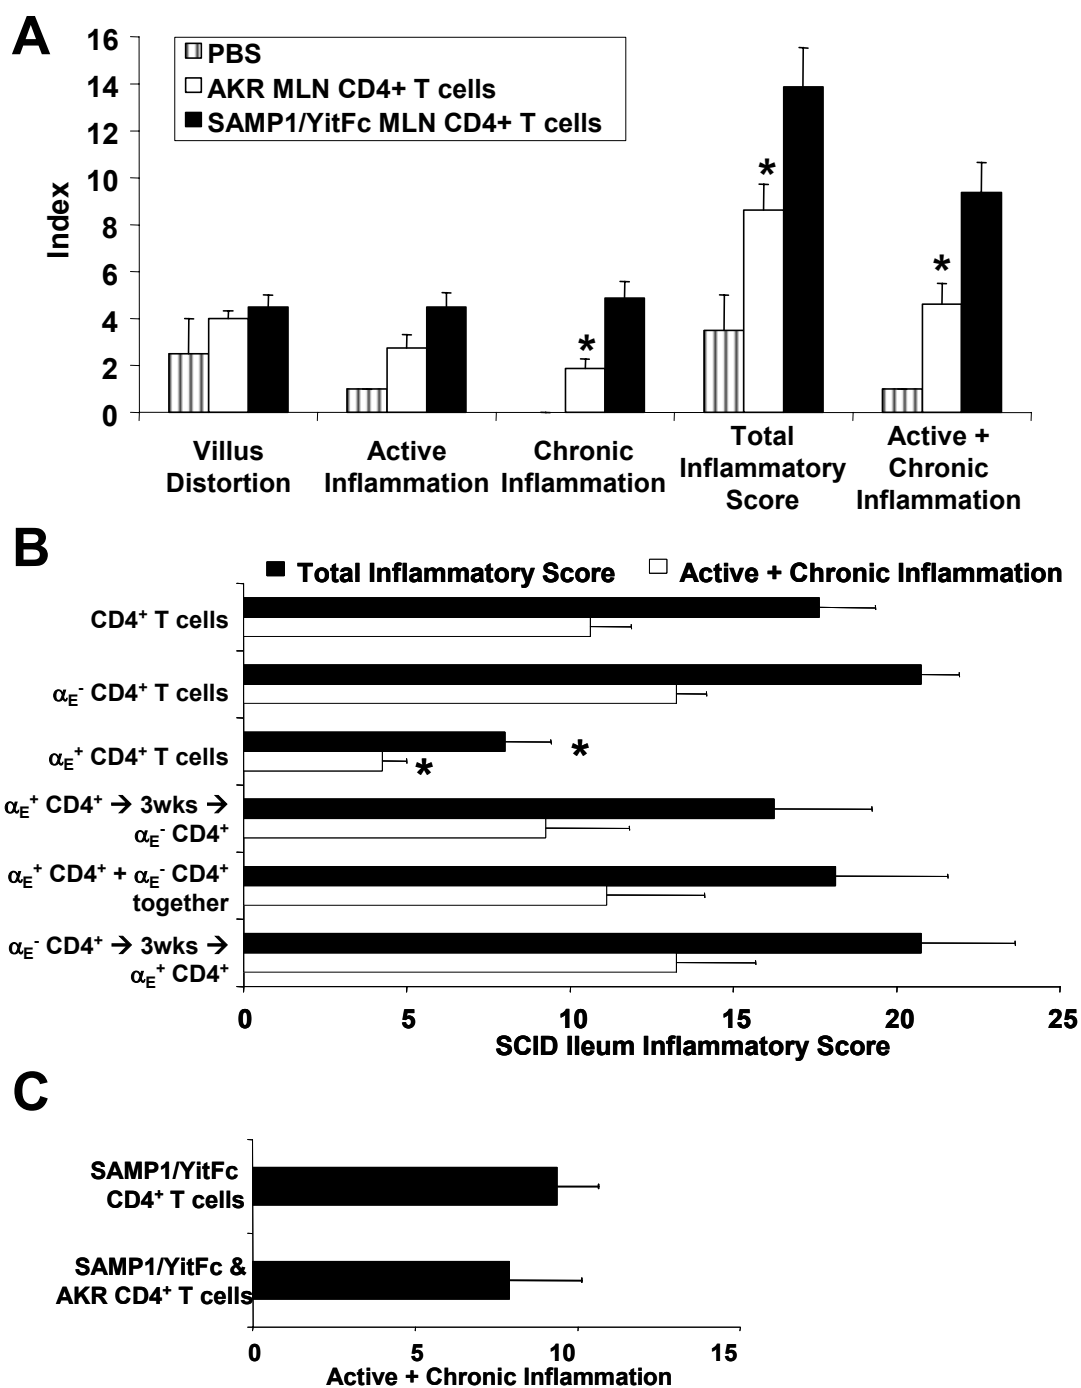 A
16
14
12
10
8
6
4
2
0
Index
PBS
AKR MLN CD4+ T cells
SAMP1/YitFc MLN CD4+ T cells
*
*
*
Villus
Distortion
Active
Inflammation
Chronic
Inflammation
Total
Inflammatory
Score
Active +
Chronic
Inflammation
B
Total Inflammatory Score
Active + Chronic Inflammation
CD4⁺ T cells
αE⁻ CD4⁺ T cells
αE⁺ CD4⁺ T cells
*
*
αE⁺ CD4⁺ → 3wks →
αE⁻ CD4⁺
αE⁺ CD4⁺ + αE⁻ CD4⁺
together
αE⁻ CD4⁺ → 3wks →
αE⁺ CD4⁺
0 5 10 15 20 25
SCID Ileum Inflammatory Score
C
SAMP1/YitFc
CD4⁺ T cells
SAMP1/YitFc &
AKR CD4⁺ T cells
0 5 10 15
Active + Chronic Inflammation